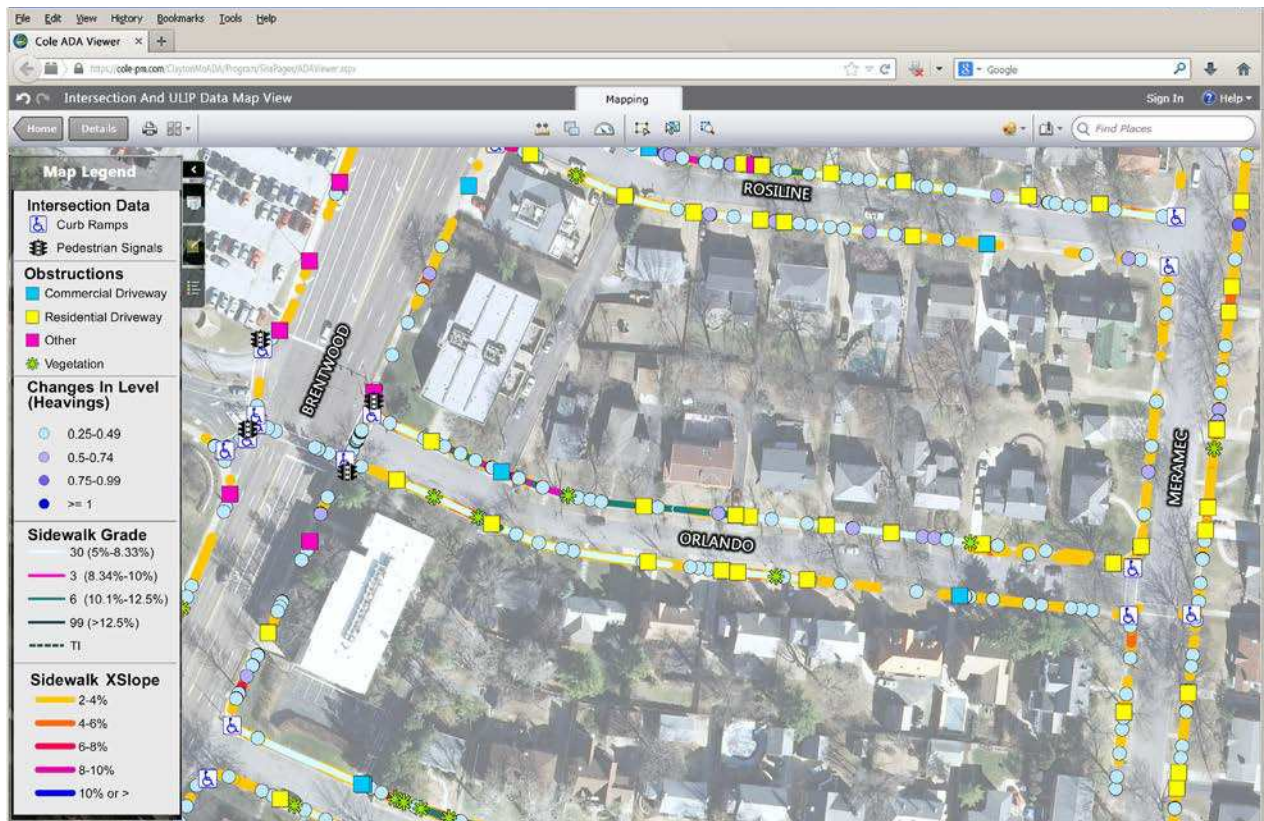 File Edit View History Bookmarks Tools Help
Cole ADA Viewer × +
https://cole-pm.com/ClaytonMoADA/Program/SitePages/ADAViewer.aspx
Google
Intersection And ULIP Data Map View
Mapping
Sign In
Help
Home
Details
Find Places
Map Legend
Intersection Data
Curb Ramps
Pedestrian Signals
Obstructions
Commercial Driveway
Residential Driveway
Other
Vegetation
Changes In Level
(Heavings)
0.25-0.49
0.5-0.74
0.75-0.99
>= 1
Sidewalk Grade
30 (5%-8.33%)
3 (8.34%-10%)
6 (10.1%-12.5%)
99 (>12.5%)
TI
Sidewalk XSlope
2-4%
4-6%
6-8%
8-10%
10% or >
ROSILINE
BRENTWOOD
ORLANDO
MERAMEC